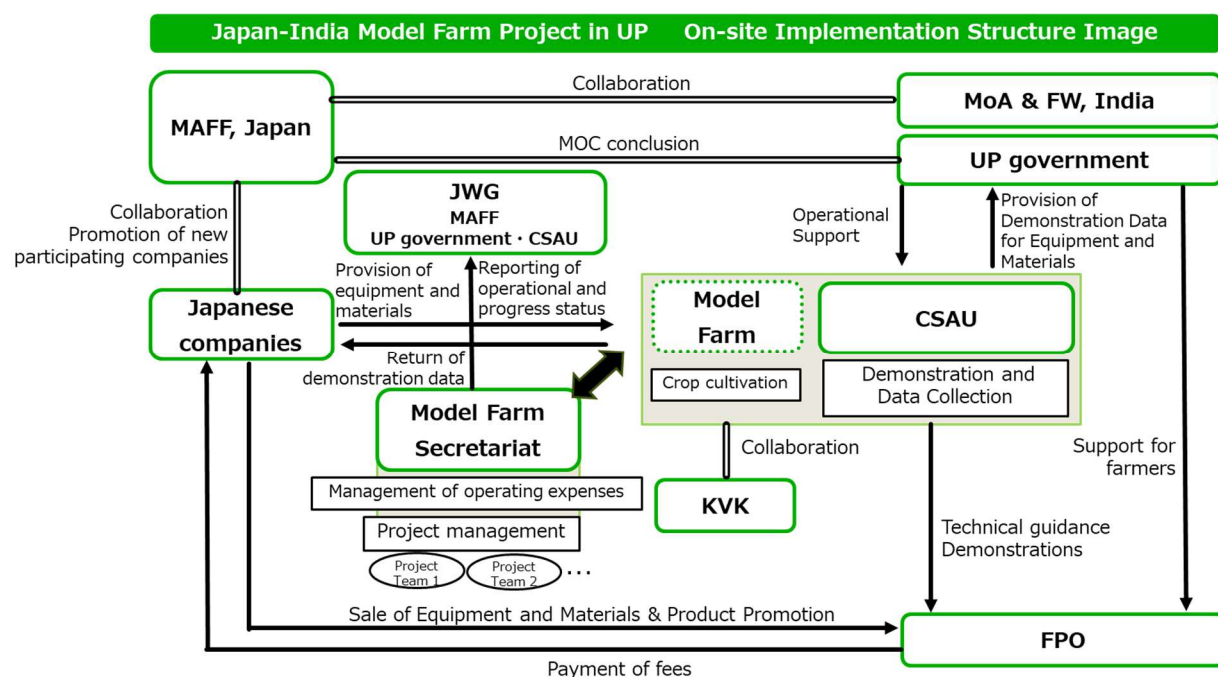 Japan-India Model Farm Project in UP On-site Implementation Structure Image
Collaboration
MAFF, Japan
MoA & FW, India
MOC conclusion
UP government
JWG
MAFF
UP government・CSAU
Collaboration
Promotion of new
participating companies
Operational
Support
Provision of
Demonstration Data
for Equipment and
Materials
Provision of
equipment and
materials
Reporting of
operational and
progress status
Japanese
companies
Model
Farm
CSAU
Return of
demonstration data
Crop cultivation
Demonstration and
Data Collection
Model Farm
Secretariat
Collaboration
Support for
farmers
Management of operating expenses
KVK
Project management
Technical guidance
Demonstrations
Project
Team 1
Project
Team 2
・・・
Sale of Equipment and Materials & Product Promotion
FPO
Payment of fees